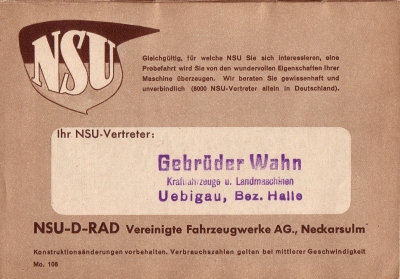 NSU
Gleichgültig, für welche NSU Sie sich interessieren, eine
Probefahrt wird Sie von den wundervollen Eigenschaften Ihrer
Maschine überzeugen. Wir beraten Sie gewissenhaft und
unverbindlich (6000 NSU-Vertreter allein in Deutschland).
Ihr NSU-Vertreter:
Gebrüder Wahn
Kraftfahrzeuge u. Landmaschinen
Uebigau, Bez. Halle
NSU-D-RAD Vereinigte Fahrzeugwerke AG., Neckarsulm
Konstruktionsänderungen vorbehalten. Verbrauchszahlen gelten bei mittlerer Geschwindigkeit
Mo. 108